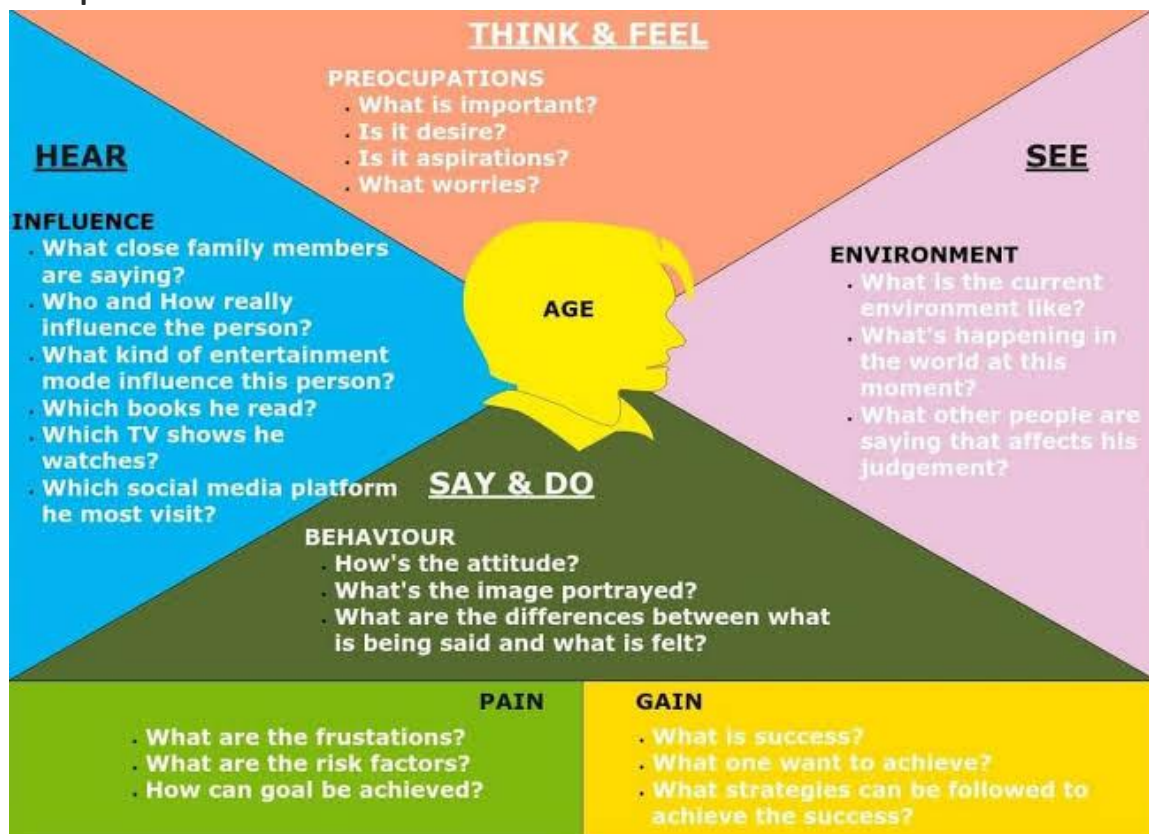 THINK & FEEL
PREOCUPATIONS
. What is important?
. Is it desire?
. Is it aspirations?
. What worries?
HEAR
INFLUENCE
. What close family members
are saying?
. Who and How really
influence the person?
. What kind of entertainment
mode influence this person?
. Which books he read?
. Which TV shows he
watches?
. Which social media platform
he most visit?
AGE
SEE
ENVIRONMENT
. What is the current
environment like?
. What's happening in
the world at this
moment?
. What other people are
saying that affects his
judgement?
SAY & DO
BEHAVIOUR
. How's the attitude?
. What's the image portrayed?
. What are the differences between what
is being said and what is felt?
PAIN
. What are the frustations?
. What are the risk factors?
. How can goal be achieved?
GAIN
. What is success?
. What one want to achieve?
. What strategies can be followed to
achieve the success?